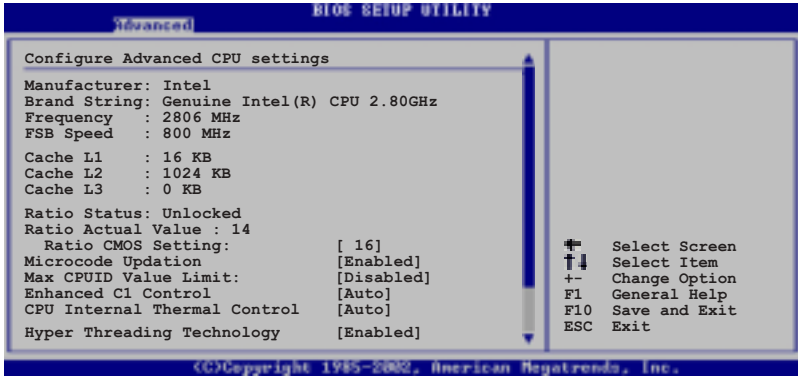 BIOS SETUP UTILITY
Advanced
Configure Advanced CPU settings
Manufacturer: Intel
Brand String: Genuine Intel(R) CPU 2.80GHz
Frequency : 2806 MHz
FSB Speed : 800 MHz
Cache L1 : 16 KB
Cache L2 : 1024 KB
Cache L3 : 0 KB
Ratio Status: Unlocked
Ratio Actual Value : 14
Ratio CMOS Setting: [ 16]
Microcode Updation [Enabled]
Max CPUID Value Limit: [Disabled]
Enhanced C1 Control [Auto]
CPU Internal Thermal Control [Auto]
Hyper Threading Technology [Enabled]
← Select Screen
↑↓ Select Item
+- Change Option
F1 General Help
F10 Save and Exit
ESC Exit
(C)Copyright 1985-2002, American Megatrends, Inc.